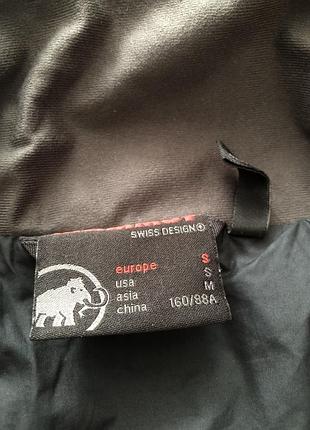 SWISS DESIGN
europe S
usa S
asia M
china 160/88A